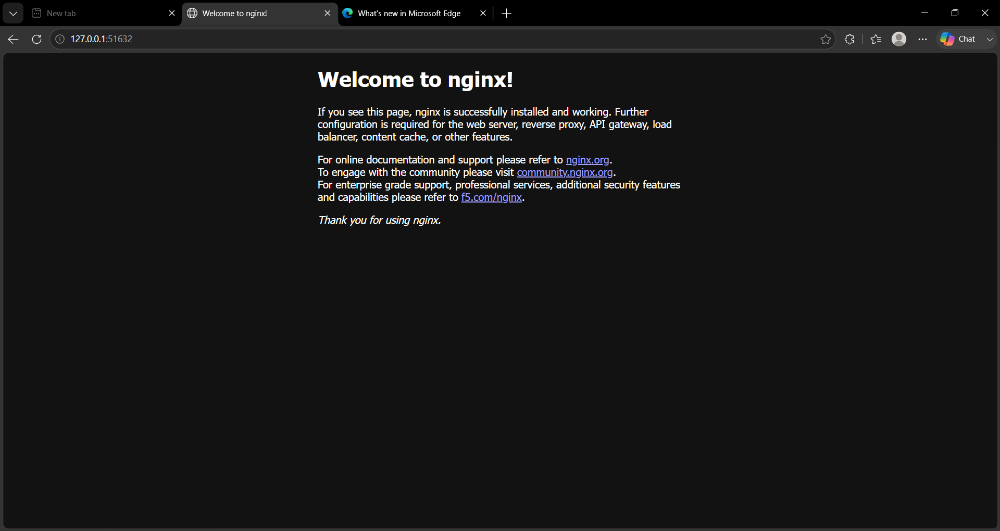 New tab
Welcome to nginx!
What's new in Microsoft Edge
127.0.0.1:51632
Chat
Welcome to nginx!
If you see this page, nginx is successfully installed and working. Further
configuration is required for the web server, reverse proxy, API gateway, load
balancer, content cache, or other features.
For online documentation and support please refer to nginx.org.
To engage with the community please visit community.nginx.org.
For enterprise grade support, professional services, additional security features
and capabilities please refer to f5.com/nginx.
Thank you for using nginx.